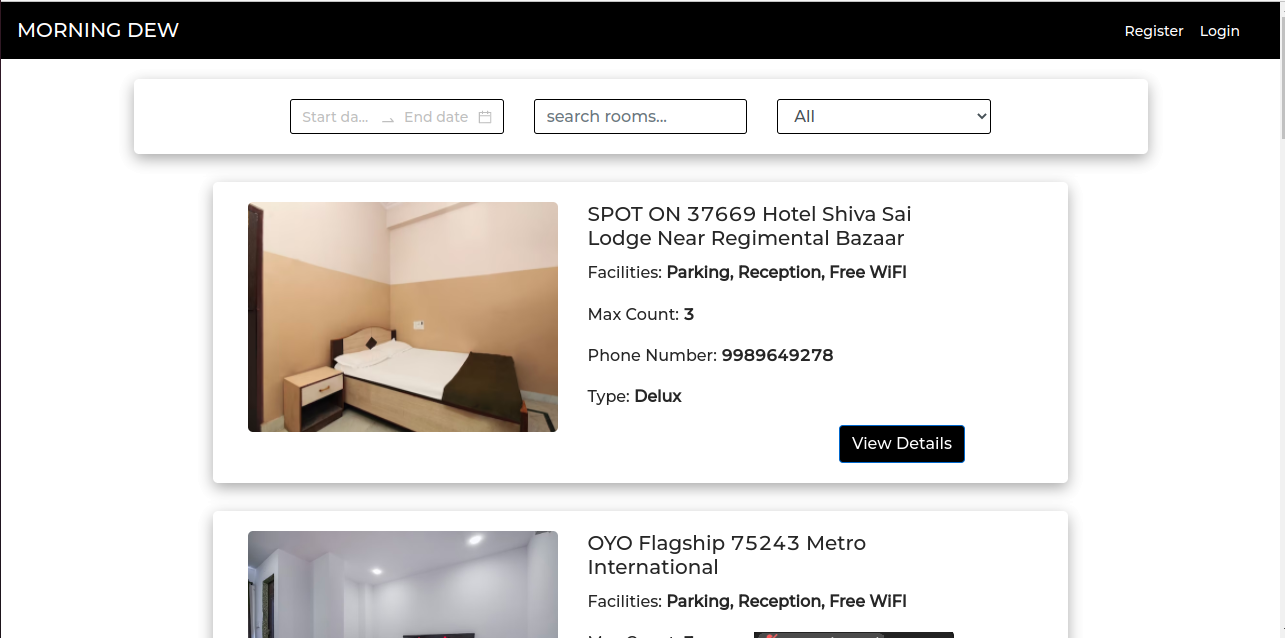 MORNING DEW
Register Login
Start da... End date
search rooms...
All
SPOT ON 37669 Hotel Shiva Sai
Lodge Near Regimental Bazaar
Facilities: Parking, Reception, Free WiFI
Max Count: 3
Phone Number: 9989649278
Type: Delux
View Details
OYO Flagship 75243 Metro
International
Facilities: Parking, Reception, Free WiFI